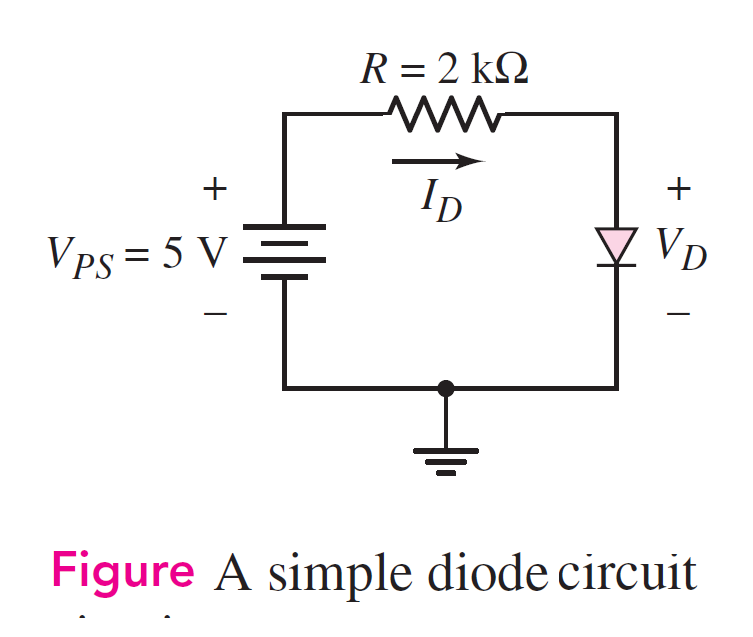 R = 2 kΩ
+
I_D
+
V_PS = 5 V
V_D
−
−
Figure A simple diode circuit